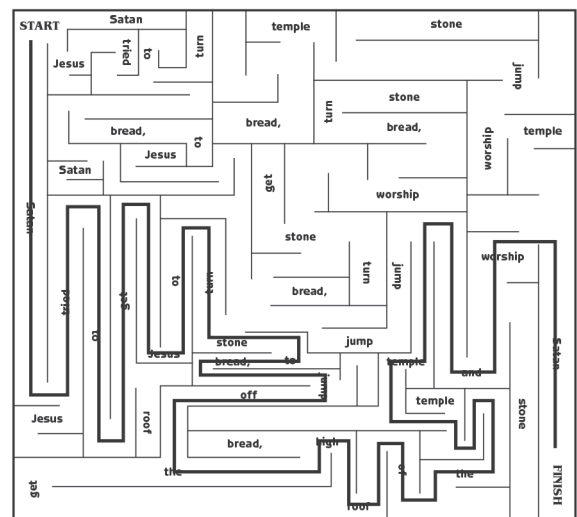 START
Satan
temple
stone
Jesus
tried
to
turn
jump
stone
turn
bread,
bread,
bread,
temple
worship
to
Jesus
Satan
get
worship
Satan
stone
worship
tried
to
get
to
turn
turn
jump
bread,
Jesus
stone
bread,
to
jump
temple
and
Satan
jump
off
temple
stone
Jesus
roof
bread,
high
the
of
the
get
roof
FINISH